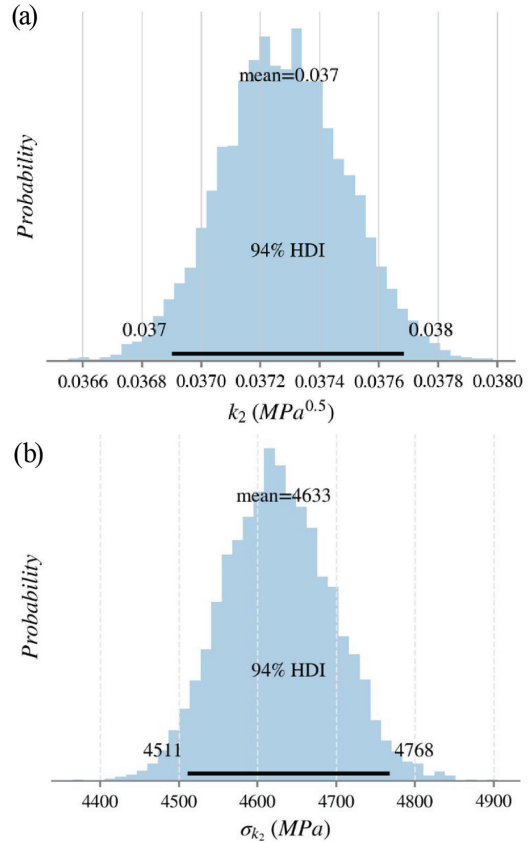 (a)
mean=0.037
Probability
94% HDI
0.037 0.038
0.0366 0.0368 0.0370 0.0372 0.0374 0.0376 0.0378 0.0380
k₂ (MPa⁰·⁵)
(b)
mean=4633
Probability
94% HDI
4511 4768
4400 4500 4600 4700 4800 4900
σₖ₂ (MPa)